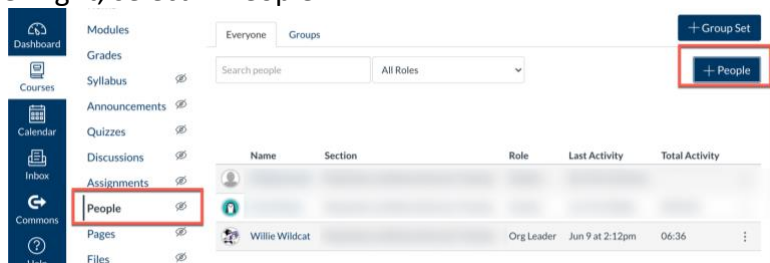 Dashboard
Courses
Calendar
Inbox
Commons
Modules
Grades
Syllabus
Announcements
Quizzes
Discussions
Assignments
People
Pages
Files
Everyone Groups
+ Group Set
Search people All Roles
+ People
Name Section Role Last Activity Total Activity
Willie Wildcat Org Leader Jun 9 at 2:12pm 06:36